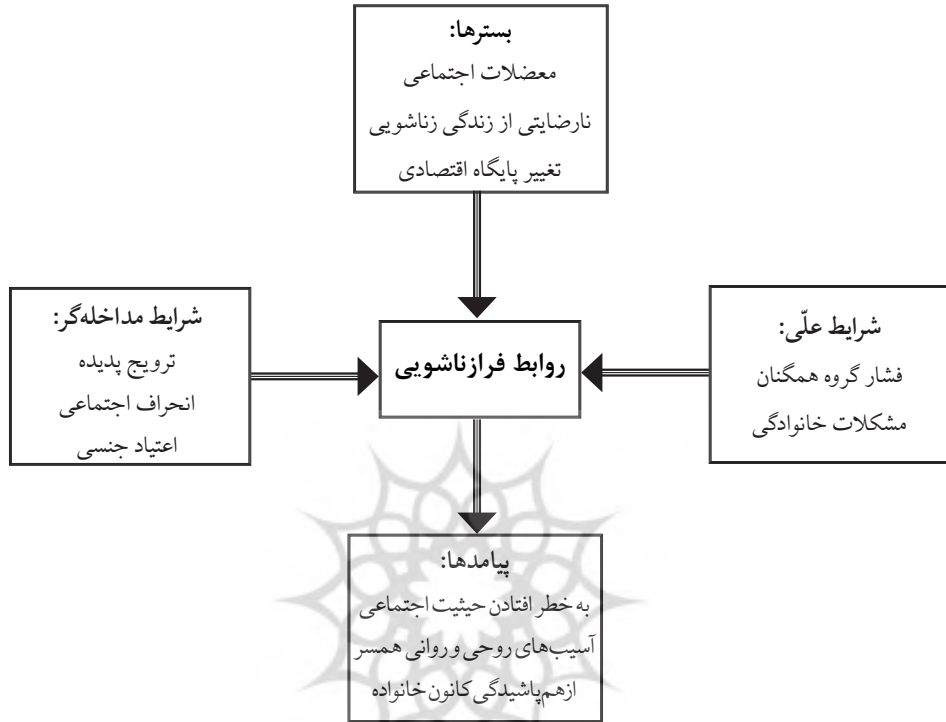 بسترها:
معضلات اجتماعی
نارضایتی از زندگی زناشویی
تغییر پایگاه اقتصادی
شرایط علّی:
فشار گروه همگنان
مشکلات خانوادگی
روابط فرازناشویی
شرایط مداخله‌گر:
ترویج پدیده
انحراف اجتماعی
اعتیاد جنسی
پیامدها:
به خطر افتادن حیثیت اجتماعی
آسیب‌های روحی و روانی همسر
ازهم‌پاشیدگی کانون خانواده